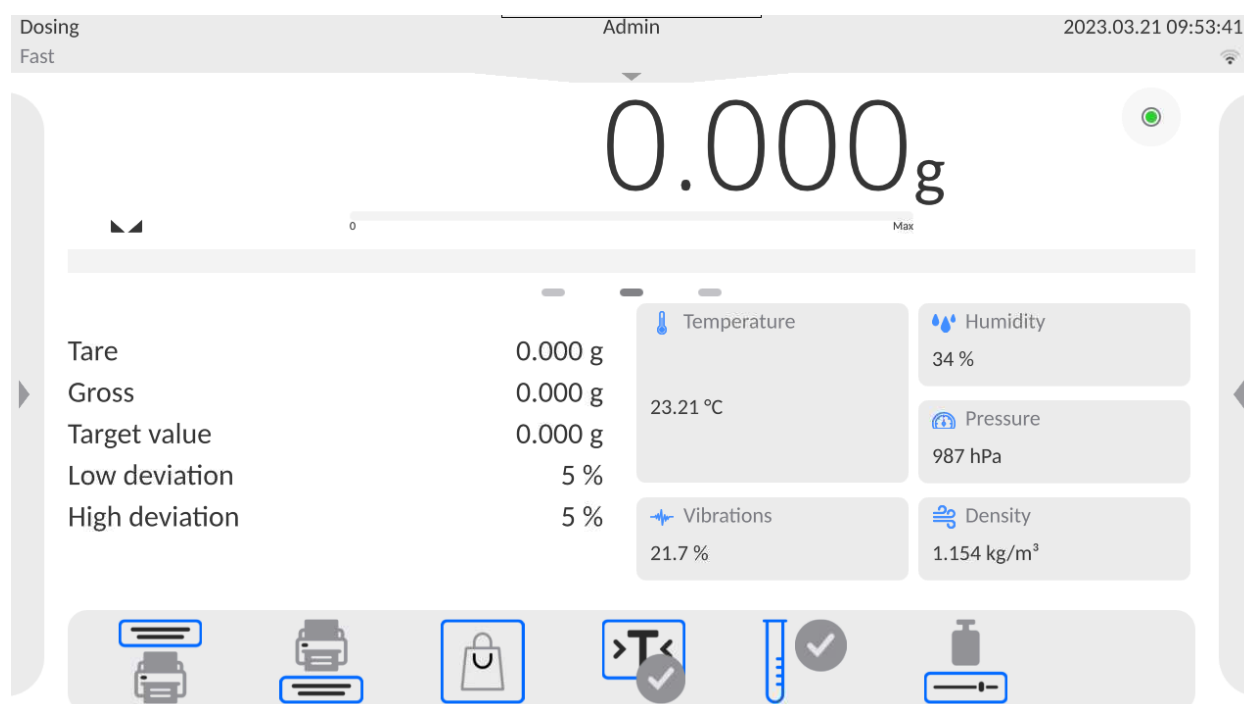 Dosing Admin 2023.03.21 09:53:41
Fast
0.000 g
0 Max
Tare 0.000 g
Gross 0.000 g
Target value 0.000 g
Low deviation 5 %
High deviation 5 %
Temperature
23.21 °C
Humidity
34 %
Pressure
987 hPa
Vibrations
21.7 %
Density
1.154 kg/m³
>T<